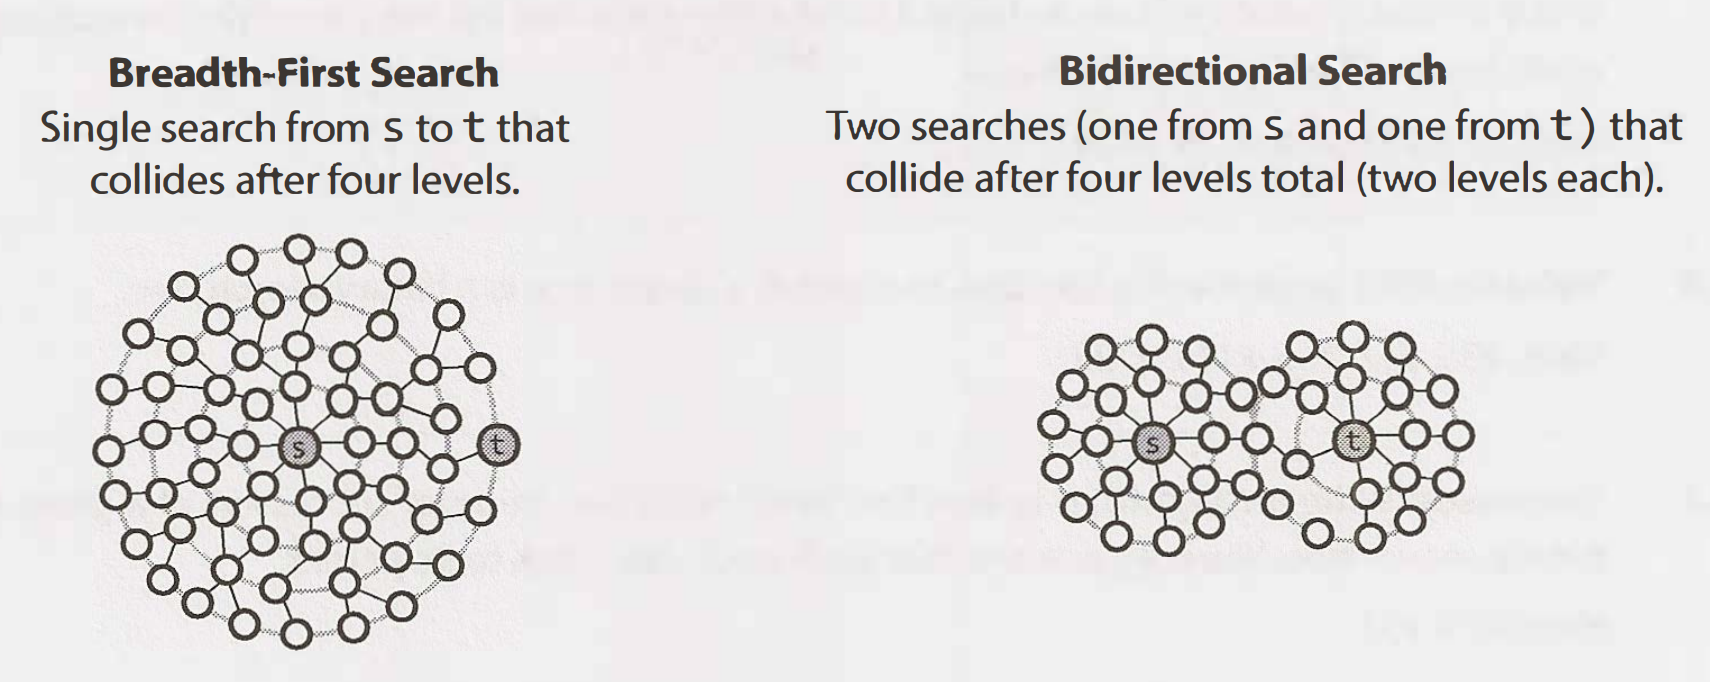 Breadth-First Search
Single search from s to t that
collides after four levels.
s
t
Bidirectional Search
Two searches (one from s and one from t) that
collide after four levels total (two levels each).
s
t